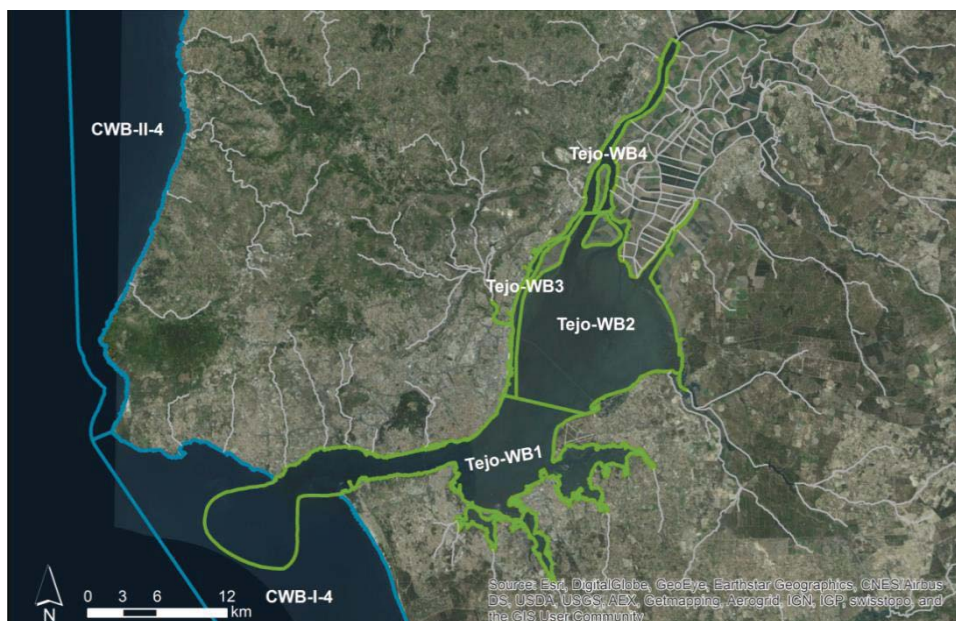 CWB-II-4
Tejo-WB4
Tejo-WB3
Tejo-WB2
Tejo-WB1
CWB-I-4
N
0 3 6 12
km
Source: Esri, DigitalGlobe, GeoEye, Earthstar Geographics, CNES/Airbus
DS, USDA, USGS, AEX, Getmapping, Aerogrid, IGN, IGP, swisstopo, and
the GIS User Community